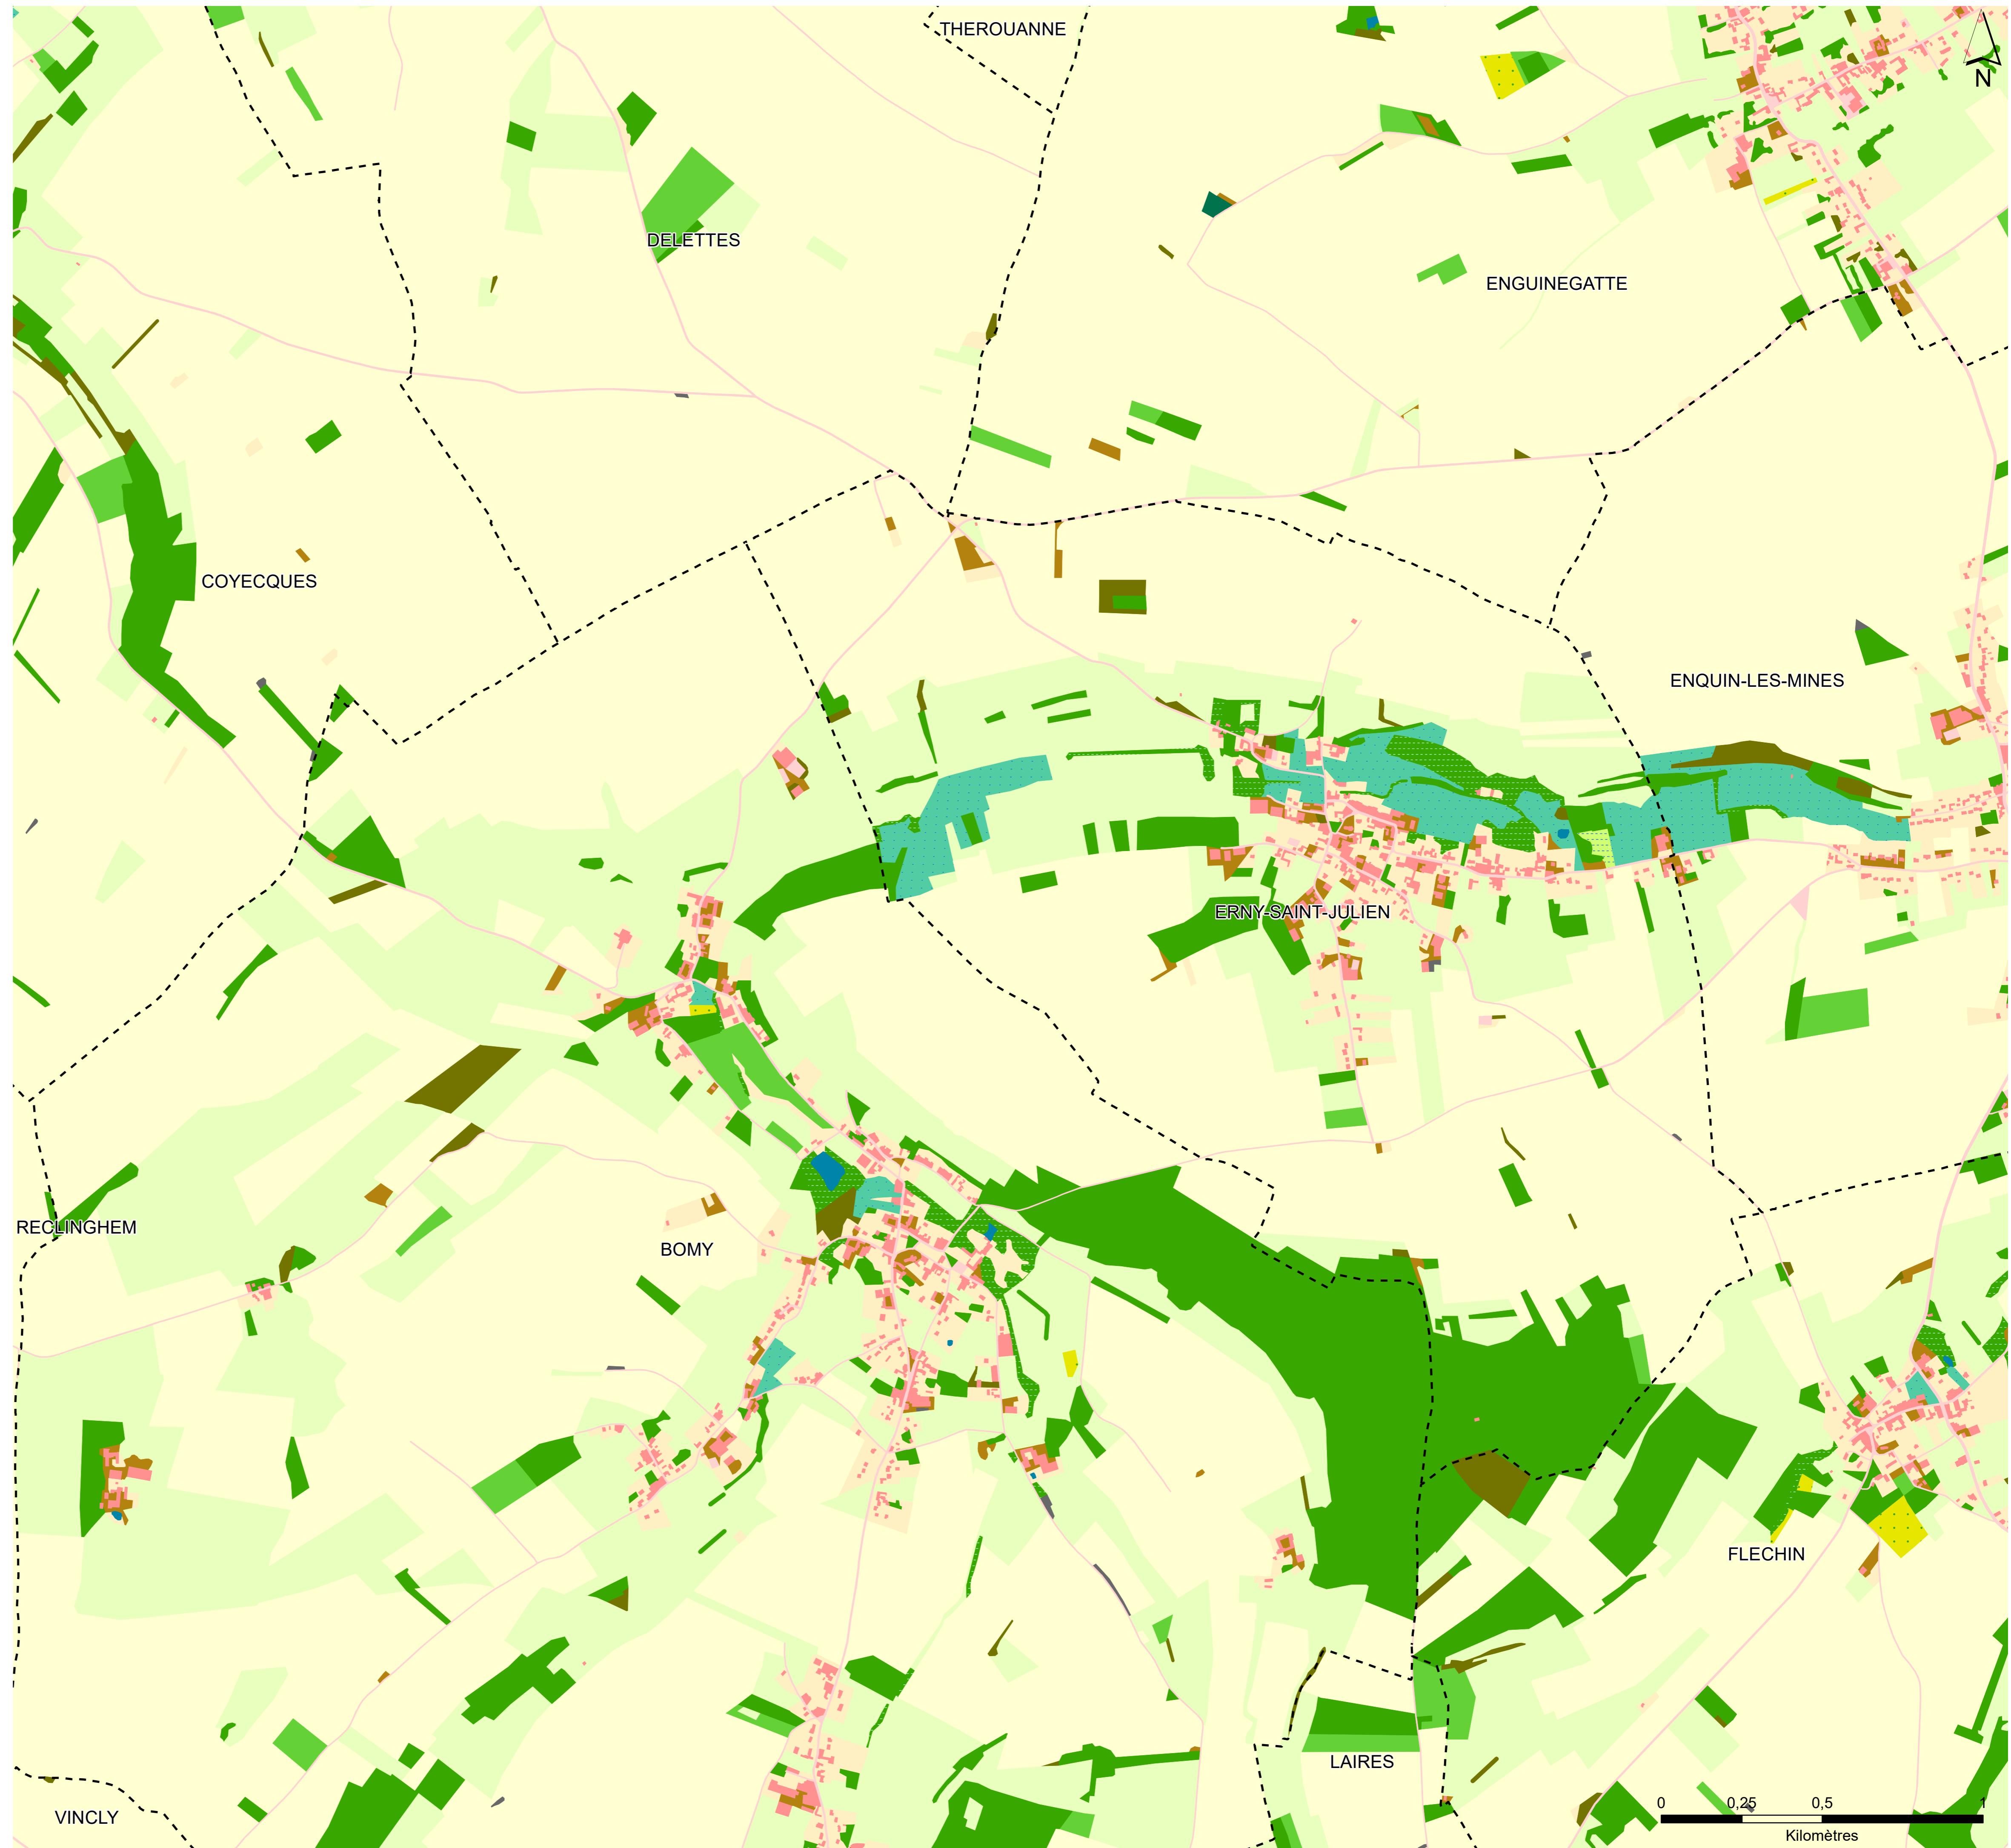 THEROUANNE
N
DELETTES
ENGUINEGATTE
COYECQUES
ENQUIN-LES-MINES
ERNY-SAINT-JULIEN
RECLINGHEM
BOMY
FLECHIN
LAIRES
VINCLY
0 0,25 0,5 1
Kilomètres